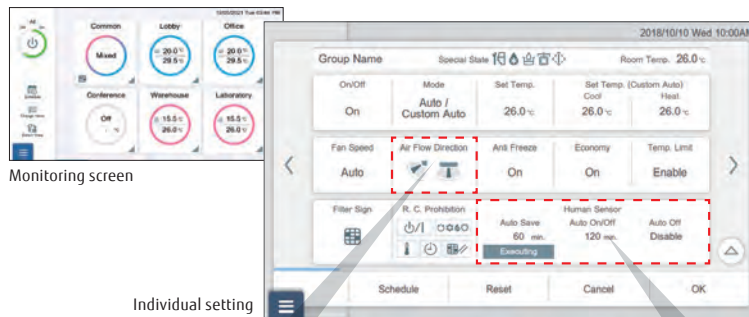 2018/10/10 Wed 10:00AM
Common
Lobby
Office
Mixed
20.0 ℃
29.5 ℃
20.0 ℃
29.5 ℃
Conference
Warehouse
Laboratory
Off
15.5 ℃
26.0 ℃
15.5 ℃
26.0 ℃
Monitoring screen
Group Name
Special State
Room Temp. 26.0 ℃
On/Off
Mode
Set Temp.
Set Temp. (Custom Auto)
Cool
Heat
On
Auto /
Custom Auto
26.0 ℃
26.0 ℃
26.0 ℃
Fan Speed
Air Flow Direction
Anti Freeze
Economy
Temp. Limit
Auto
On
On
Enable
Filter Sign
R. C. Prohibition
Human Sensor
Auto Save
Auto On/Off
Auto Off
60 min.
120 min.
Disable
Executing
Schedule
Reset
Cancel
OK
Individual setting